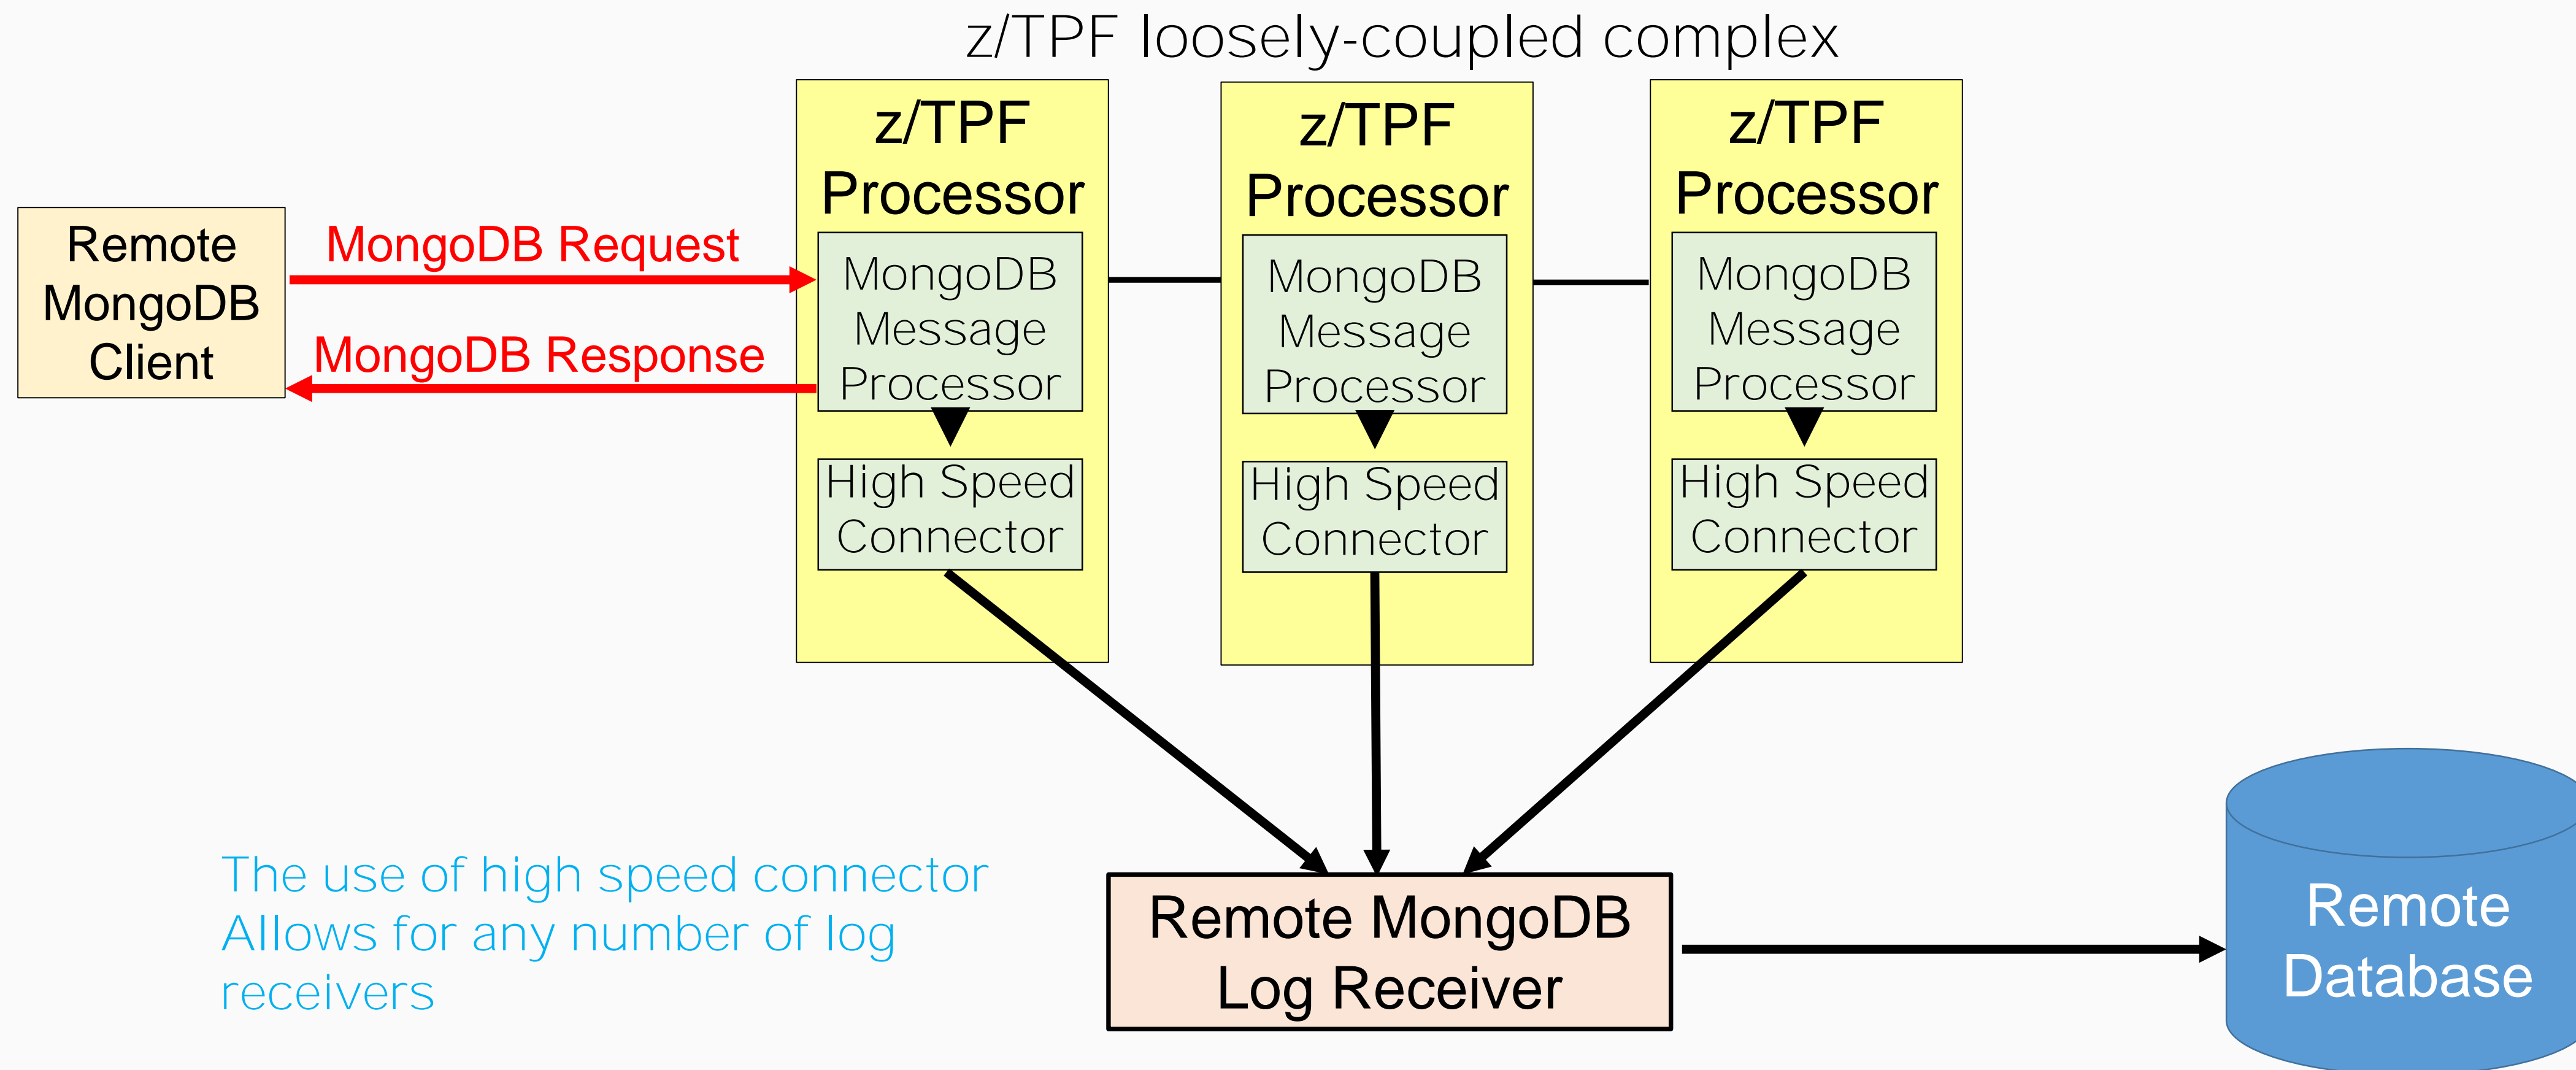 z/TPF loosely-coupled complex
z/TPF
Processor
MongoDB
Message
Processor
High Speed
Connector
z/TPF
Processor
MongoDB
Message
Processor
High Speed
Connector
z/TPF
Processor
MongoDB
Message
Processor
High Speed
Connector
Remote
MongoDB
Client
MongoDB Request
MongoDB Response
The use of high speed connector
Allows for any number of log
receivers
Remote MongoDB
Log Receiver
Remote
Database